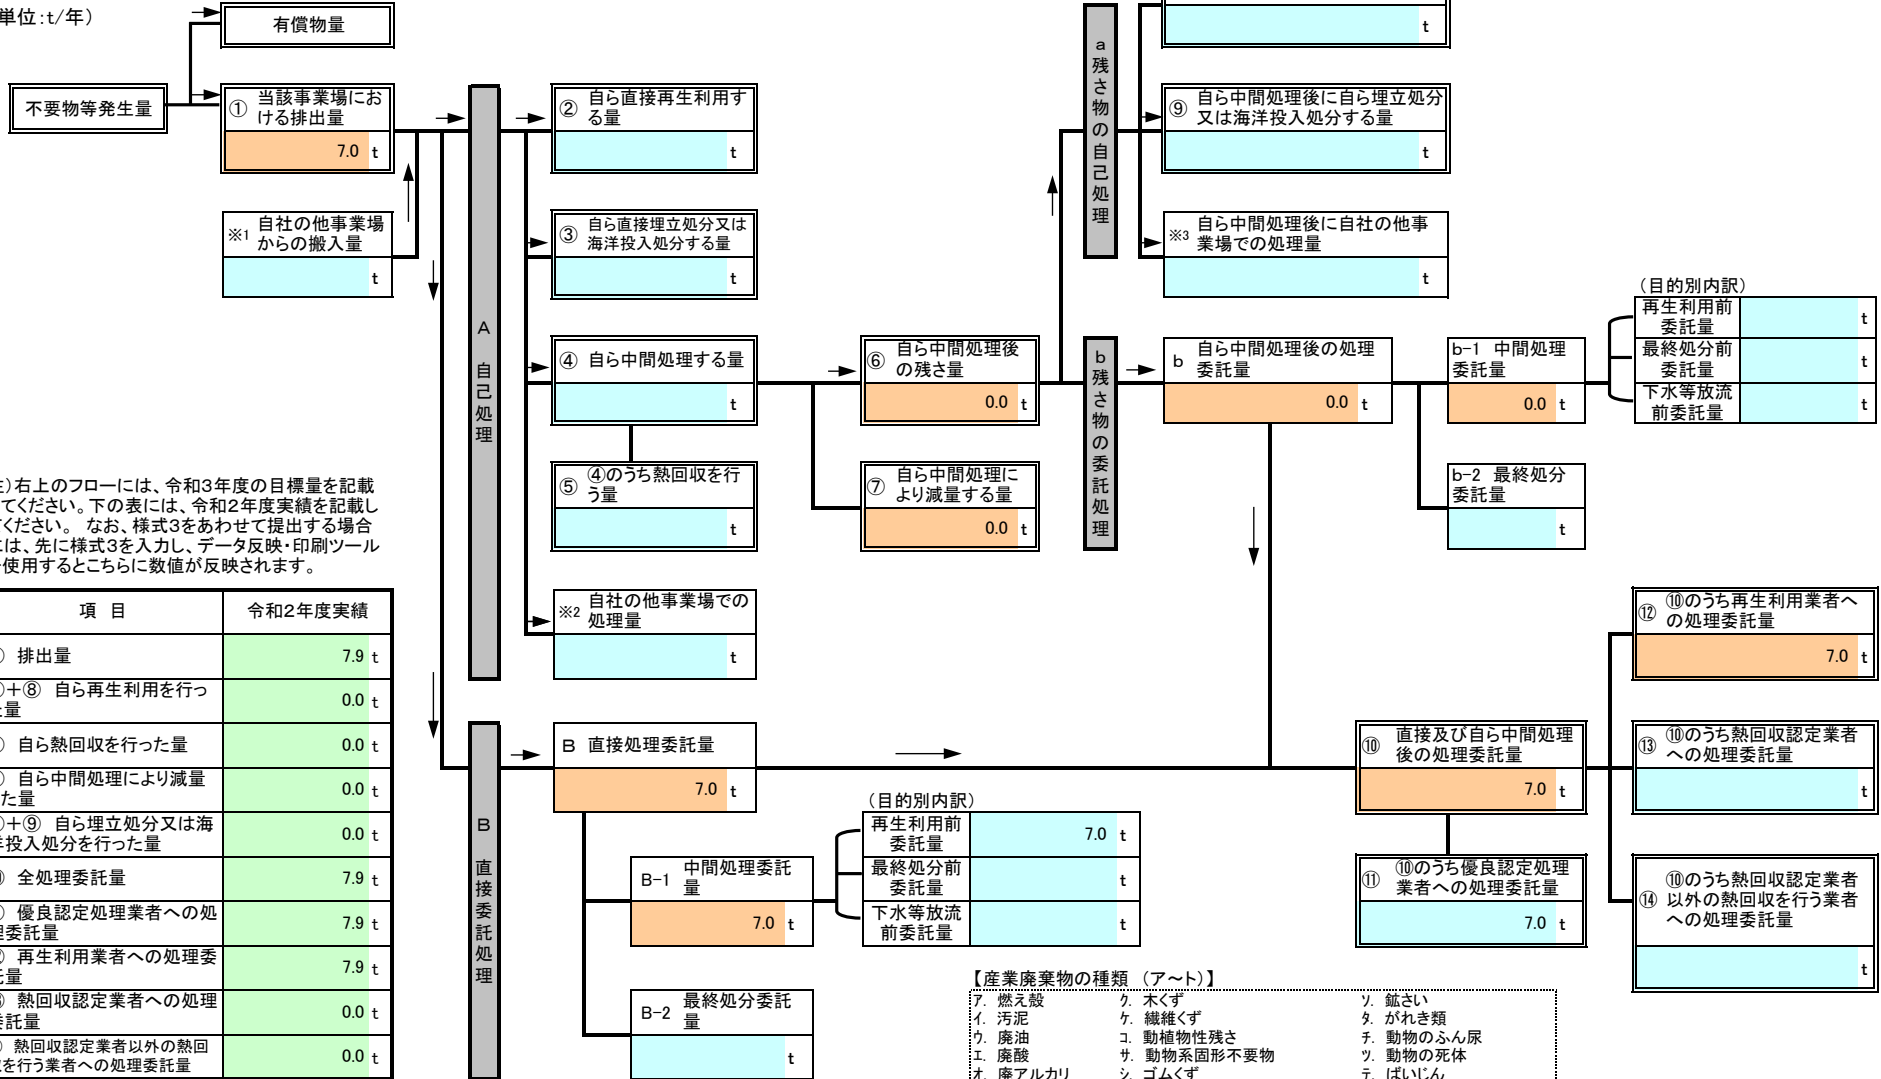 単位:t/年)
有償物量
不要物等発生量
① 当該事業場にお
ける排出量
7.0 t
※1 自社の他事業場
からの搬入量
t
A 自己処理
② 自ら直接再生利用す
る量
t
③ 自ら直接埋立処分又は
海洋投入処分する量
t
④ 自ら中間処理する量
t
⑤ ④のうち熱回収を行
う量
t
※2 自社の他事業場での
処理量
t
⑥ 自ら中間処理後
の残さ量
0.0 t
⑦ 自ら中間処理に
より減量する量
0.0 t
a 残さ物の自己処理
t
⑨ 自ら中間処理後に自ら埋立処分
又は海洋投入処分する量
t
※3 自ら中間処理後に自社の他事
業場での処理量
t
b 残さ物の委託処理
b 自ら中間処理後の処理
委託量
0.0 t
b-1 中間処理
委託量
0.0 t
b-2 最終処分
委託量
t
(目的別内訳)
再生利用前
委託量
t
最終処分前
委託量
t
下水等放流
前委託量
t
)右上のフローには、令和3年度の目標量を記載
てください。下の表には、令和2年度実績を記載し
ください。 なお、様式3をあわせて提出する場合
は、先に様式3を入力し、データ反映・印刷ツール
使用するとこちらに数値が反映されます。
項 目 令和2年度実績
) 排出量 7.9 t
)+⑧ 自ら再生利用を行っ
量 0.0 t
) 自ら熱回収を行った量 0.0 t
) 自ら中間処理により減量
た量 0.0 t
)+⑨ 自ら埋立処分又は海
投入処分を行った量 0.0 t
) 全処理委託量 7.9 t
) 優良認定処理業者への処
委託量 7.9 t
) 再生利用業者への処理委
量 7.9 t
) 熱回収認定業者への処理
託量 0.0 t
) 熱回収認定業者以外の熱回
を行う業者への処理委託量 0.0 t
B 直接委託処理
B 直接処理委託量
7.0 t
B-1 中間処理委託
量
7.0 t
B-2 最終処分委託
量
t
(目的別内訳)
再生利用前
委託量
7.0 t
最終処分前
委託量
t
下水等放流
前委託量
t
⑩ 直接及び自ら中間処理
後の処理委託量
7.0 t
⑪ ⑩のうち優良認定処理
業者への処理委託量
7.0 t
⑫ ⑩のうち再生利用業者へ
の処理委託量
7.0 t
⑬ ⑩のうち熱回収認定業者
への処理委託量
t
⑭ ⑩のうち熱回収認定業者
以外の熱回収を行う業者
への処理委託量
t
【産業廃棄物の種類 (ア~ト)】
ア. 燃え殻 ク. 木くず ソ. 鉱さい
イ. 汚泥 ケ. 繊維くず タ. がれき類
ウ. 廃油 コ. 動植物性残さ チ. 動物のふん尿
エ. 廃酸 サ. 動物系固形不要物 ツ. 動物の死体
オ. 廃アルカリ シ. ゴムくず テ. ばいじん